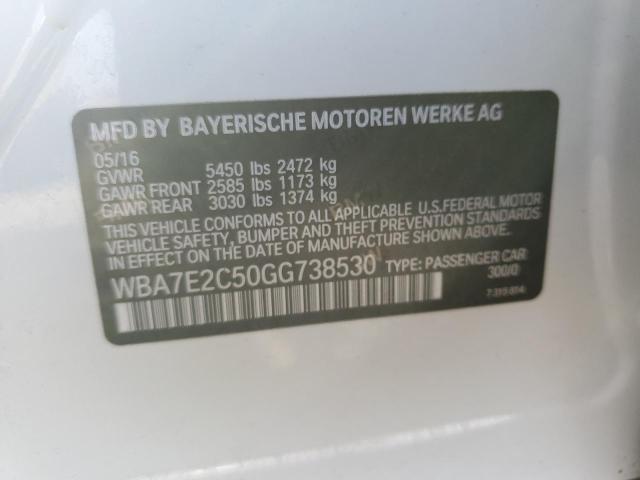 MFD BY BAYERISCHE MOTOREN WERKE AG
05/16
GVWR 5450 lbs 2472 kg
GAWR FRONT 2585 lbs 1173 kg
GAWR REAR 3030 lbs 1374 kg
THIS VEHICLE CONFORMS TO ALL APPLICABLE U.S.FEDERAL MOTOR
VEHICLE SAFETY, BUMPER AND THEFT PREVENTION STANDARDS
IN EFFECT ON THE DATE OF MANUFACTURE SHOWN ABOVE.
WBA7E2C50GG738530 TYPE: PASSENGER CAR
300/0